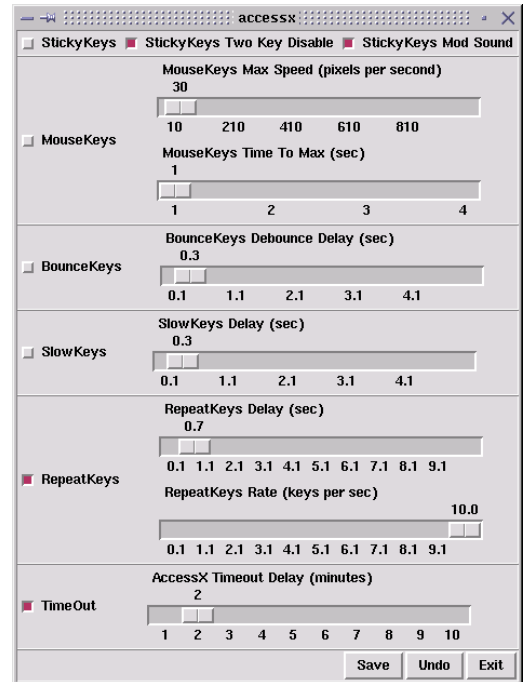 accessx
StickyKeys StickyKeys Two Key Disable StickyKeys Mod Sound
MouseKeys Max Speed (pixels per second)
30
10 210 410 610 810
MouseKeys
MouseKeys Time To Max (sec)
1
1 2 3 4
BounceKeys Debounce Delay (sec)
0.3
BounceKeys
0.1 1.1 2.1 3.1 4.1
SlowKeys Delay (sec)
0.3
SlowKeys
0.1 1.1 2.1 3.1 4.1
RepeatKeys Delay (sec)
0.7
0.1 1.1 2.1 3.1 4.1 5.1 6.1 7.1 8.1 9.1
RepeatKeys
RepeatKeys Rate (keys per sec)
10.0
0.1 1.1 2.1 3.1 4.1 5.1 6.1 7.1 8.1 9.1
AccessX Timeout Delay (minutes)
2
TimeOut
1 2 3 4 5 6 7 8 9 10
Save Undo Exit